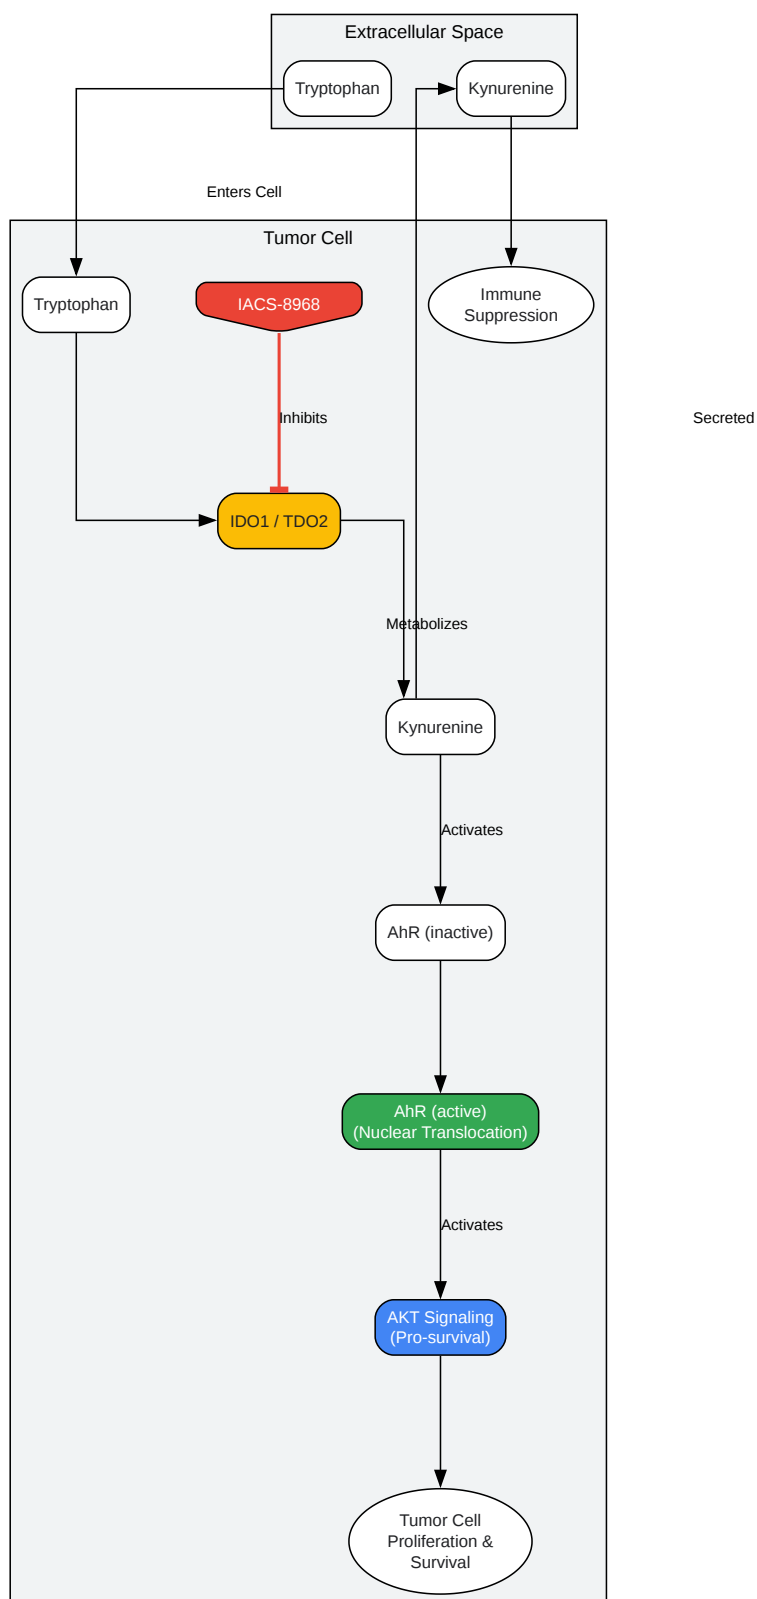 Extracellular Space
Tryptophan
Kynurenine
Enters Cell
Tumor Cell
Tryptophan
IACS-8968
Immune
Suppression
Inhibits
Secreted
IDO1 / TDO2
Metabolizes
Kynurenine
Activates
AhR (inactive)
AhR (active)
(Nuclear Translocation)
Activates
AKT Signaling
(Pro-survival)
Tumor Cell
Proliferation &
Survival